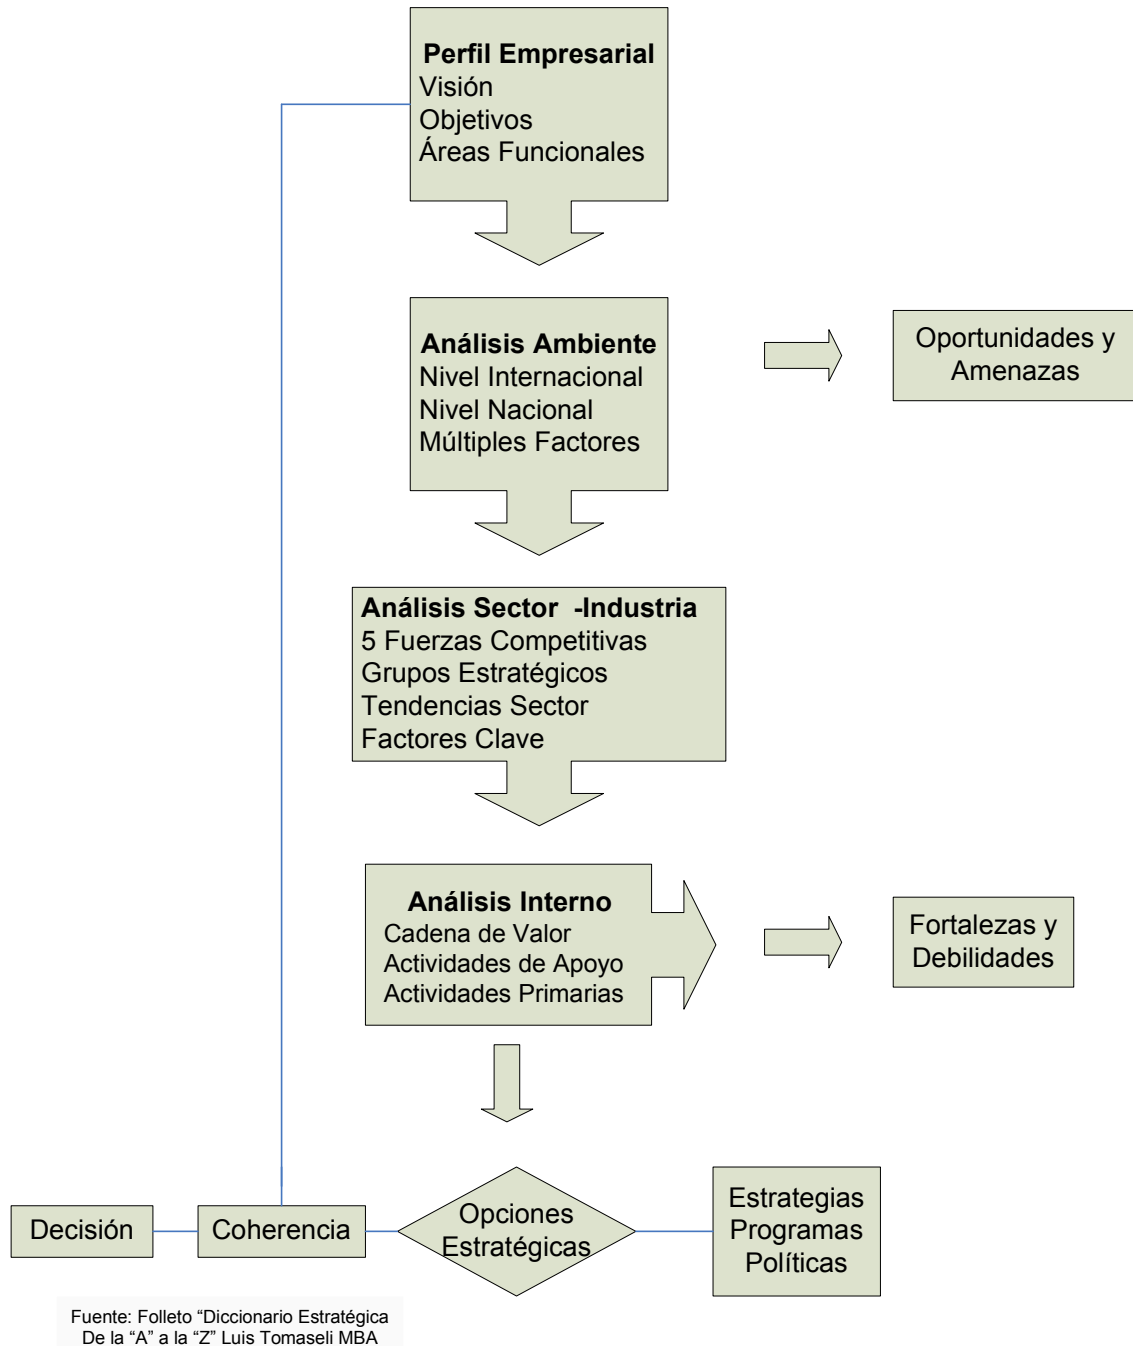 Perfil Empresarial
Visión
Objetivos
Áreas Funcionales
Análisis Ambiente
Nivel Internacional
Nivel Nacional
Múltiples Factores
Oportunidades y
Amenazas
Análisis Sector -Industria
5 Fuerzas Competitivas
Grupos Estratégicos
Tendencias Sector
Factores Clave
Análisis Interno
Cadena de Valor
Actividades de Apoyo
Actividades Primarias
Fortalezas y
Debilidades
Decisión
Coherencia
Opciones
Estratégicas
Estrategias
Programas
Políticas
Fuente: Folleto “Diccionario Estratégica
De la “A” a la “Z” Luis Tomaseli MBA